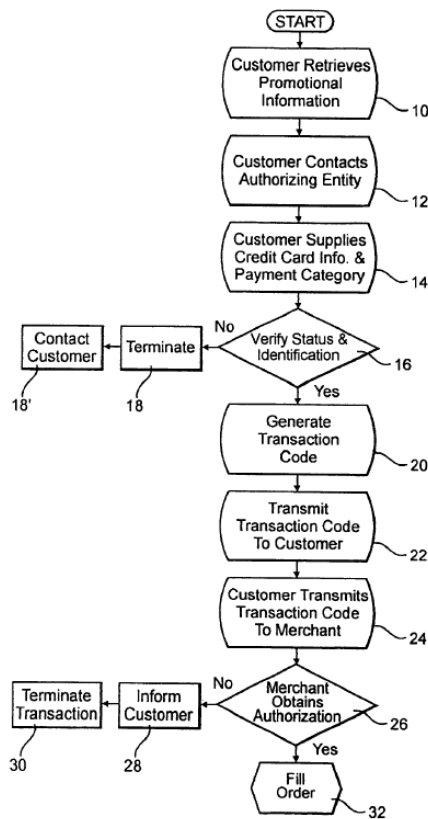 START
Customer Retrieves
Promotional
Information
10
Customer Contacts
Authorizing Entity
12
Customer Supplies
Credit Card Info. &
Payment Category
14
Verify Status &
Identification
16
No
Terminate
18
Contact
Customer
18'
Yes
Generate
Transaction
Code
20
Transmit
Transaction Code
To Customer
22
Customer Transmits
Transaction Code
To Merchant
24
Merchant
Obtains
Authorization
26
No
Inform
Customer
28
Terminate
Transaction
30
Yes
Fill
Order
32